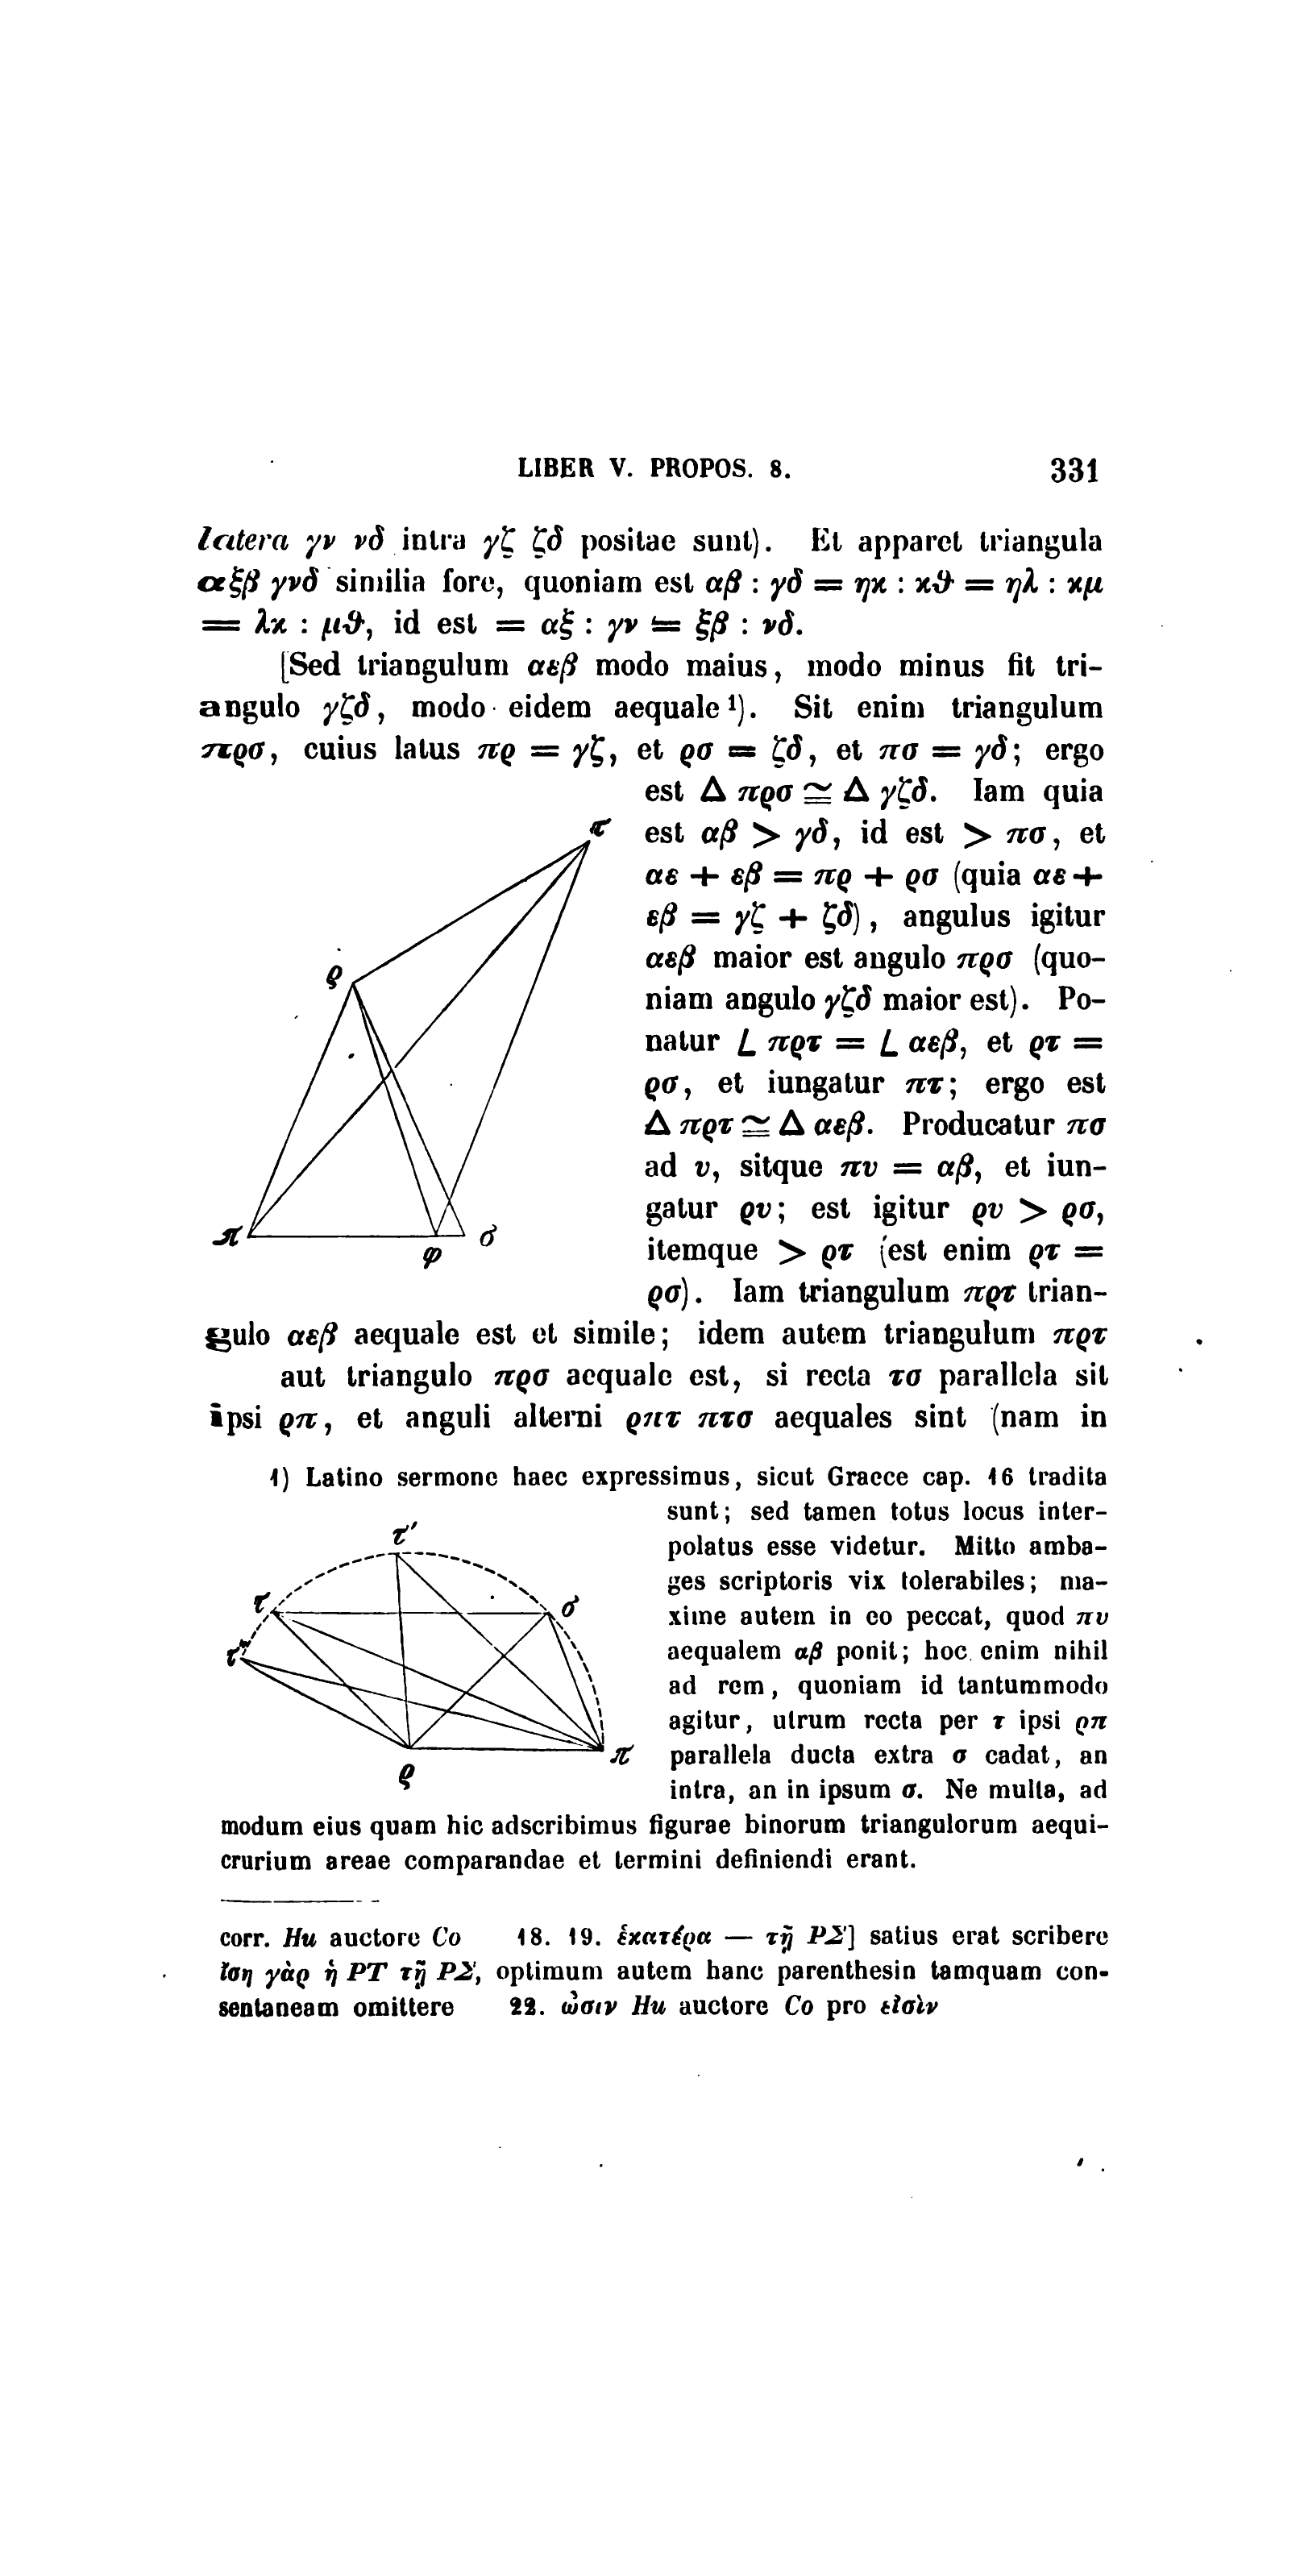 LIBER V. PROPOS. 8. 331
latera γν νδ intra γζ ζδ positae sunt). Et apparet triangula
αξβ γνδ similia fore, quoniam est αβ : γδ = ηκ : κϑ = ηλ : κμ
= λκ : μϑ, id est = αξ : γν = ξβ : νδ.
[Sed triangulum αεβ modo maius, modo minus fit tri-
angulo γζδ, modo eidem aequale ¹). Sit enim triangulum
πρσ, cuius latus πρ = γζ, et ρσ = ζδ, et πσ = γδ; ergo
est Δ πρσ ≅ Δ γζδ. Iam quia
est αβ > γδ, id est > πσ, et
αε + εβ = πρ + ρσ (quia αε +
εβ = γζ + ζδ), angulus igitur
αεβ maior est angulo πρσ (quo-
niam angulo γζδ maior est). Po-
natur L πρτ = L αεβ, et ρτ =
ρσ, et iungatur πτ; ergo est
Δ πρτ ≅ Δ αεβ. Producatur πσ
ad υ, sitque πυ = αβ, et iun-
gatur ρυ; est igitur ρυ > ρσ,
itemque > ρτ (est enim ρτ =
ρσ). Iam triangulum πρτ trian-
gulo αεβ aequale est et simile; idem autem triangulum πρτ
aut triangulo πρσ aequale est, si recta τσ parallela sit
ipsi ρπ, et anguli alterni ρπτ πτσ aequales sint (nam in
τ
ρ
π
φ
σ
1) Latino sermone haec expressimus, sicut Graece cap. 16 tradita
sunt; sed tamen totus locus inter-
polatus esse videtur. Mitto amba-
ges scriptoris vix tolerabiles; ma-
xime autem in eo peccat, quod πυ
aequalem αβ ponit; hoc enim nihil
ad rem, quoniam id tantummodo
agitur, utrum recta per τ ipsi ρπ
parallela ducta extra σ cadat, an
intra, an in ipsum σ. Ne multa, ad
modum eius quam hic adscribimus figurae binorum triangulorum aequi-
crurium areae comparandae et termini definiendi erant.
τ′
τ
σ
τ″
π
ρ
corr. Hu auctore Co 18. 19. ἑκατέρα — τῇ ΡΣ] satius erat scribere
ἴση γὰρ ἡ ΡΤ τῇ ΡΣ, optimum autem hanc parenthesin tamquam con-
sentaneam omittere 22. ὦσιν Hu auctore Co pro εἰσὶν